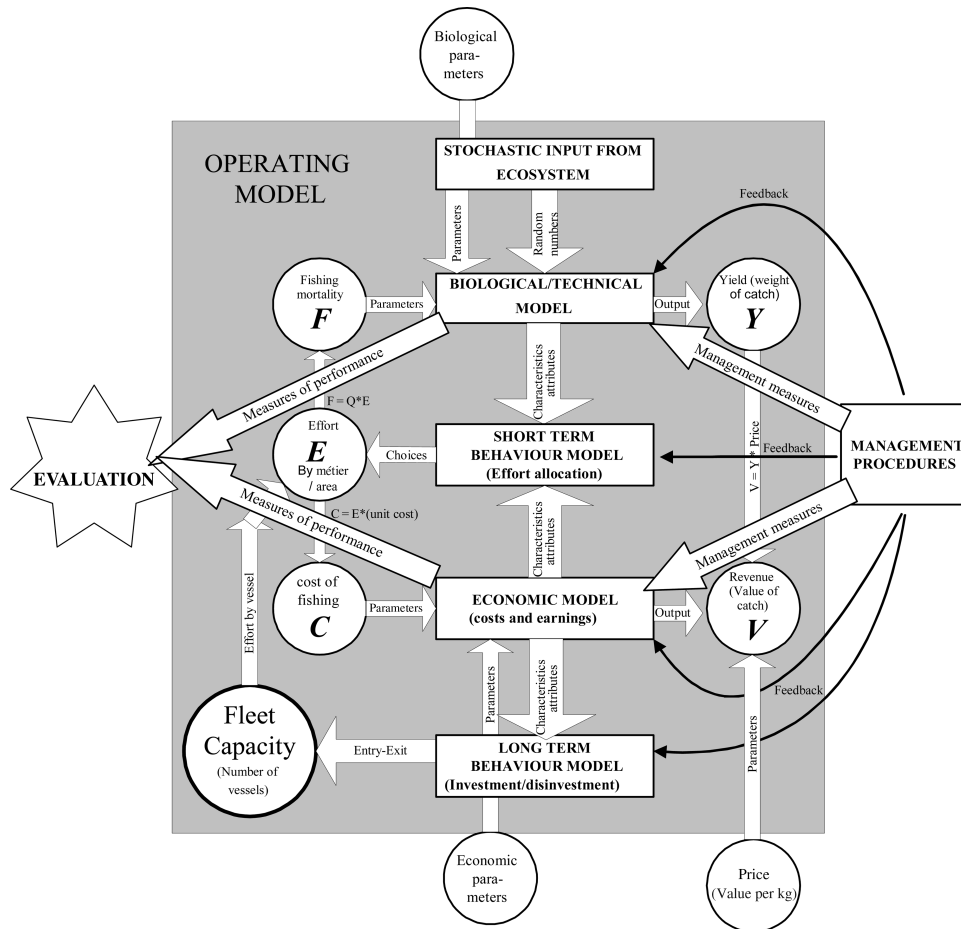 Biological
para-
meters
OPERATING
MODEL
STOCHASTIC INPUT FROM
ECOSYSTEM
Feedback
Parameters
Random
numbers
Fishing
mortality
F
Parameters
BIOLOGICAL/TECHNICAL
MODEL
Output
Yield (weight
of catch)
Y
Measures of performance
Characteristics
attributes
Management measures
F = Q*E
Effort
E
By métier
/ area
Choices
SHORT TERM
BEHAVIOUR MODEL
(Effort allocation)
Feedback
V = Y * Price
MANAGEMENT
PROCEDURES
EVALUATION
Measures of performance
C = E*(unit cost)
Characteristics
attributes
Management measures
cost of
fishing
C
Parameters
ECONOMIC MODEL
(costs and earnings)
Output
Revenue
(Value of
catch)
V
Effort by vessel
Parameters
Characteristics
attributes
Feedback
Parameters
Fleet
Capacity
(Number of
vessels)
Entry-Exit
LONG TERM
BEHAVIOUR MODEL
(Investment/disinvestment)
Economic
para-
meters
Price
(Value per kg)